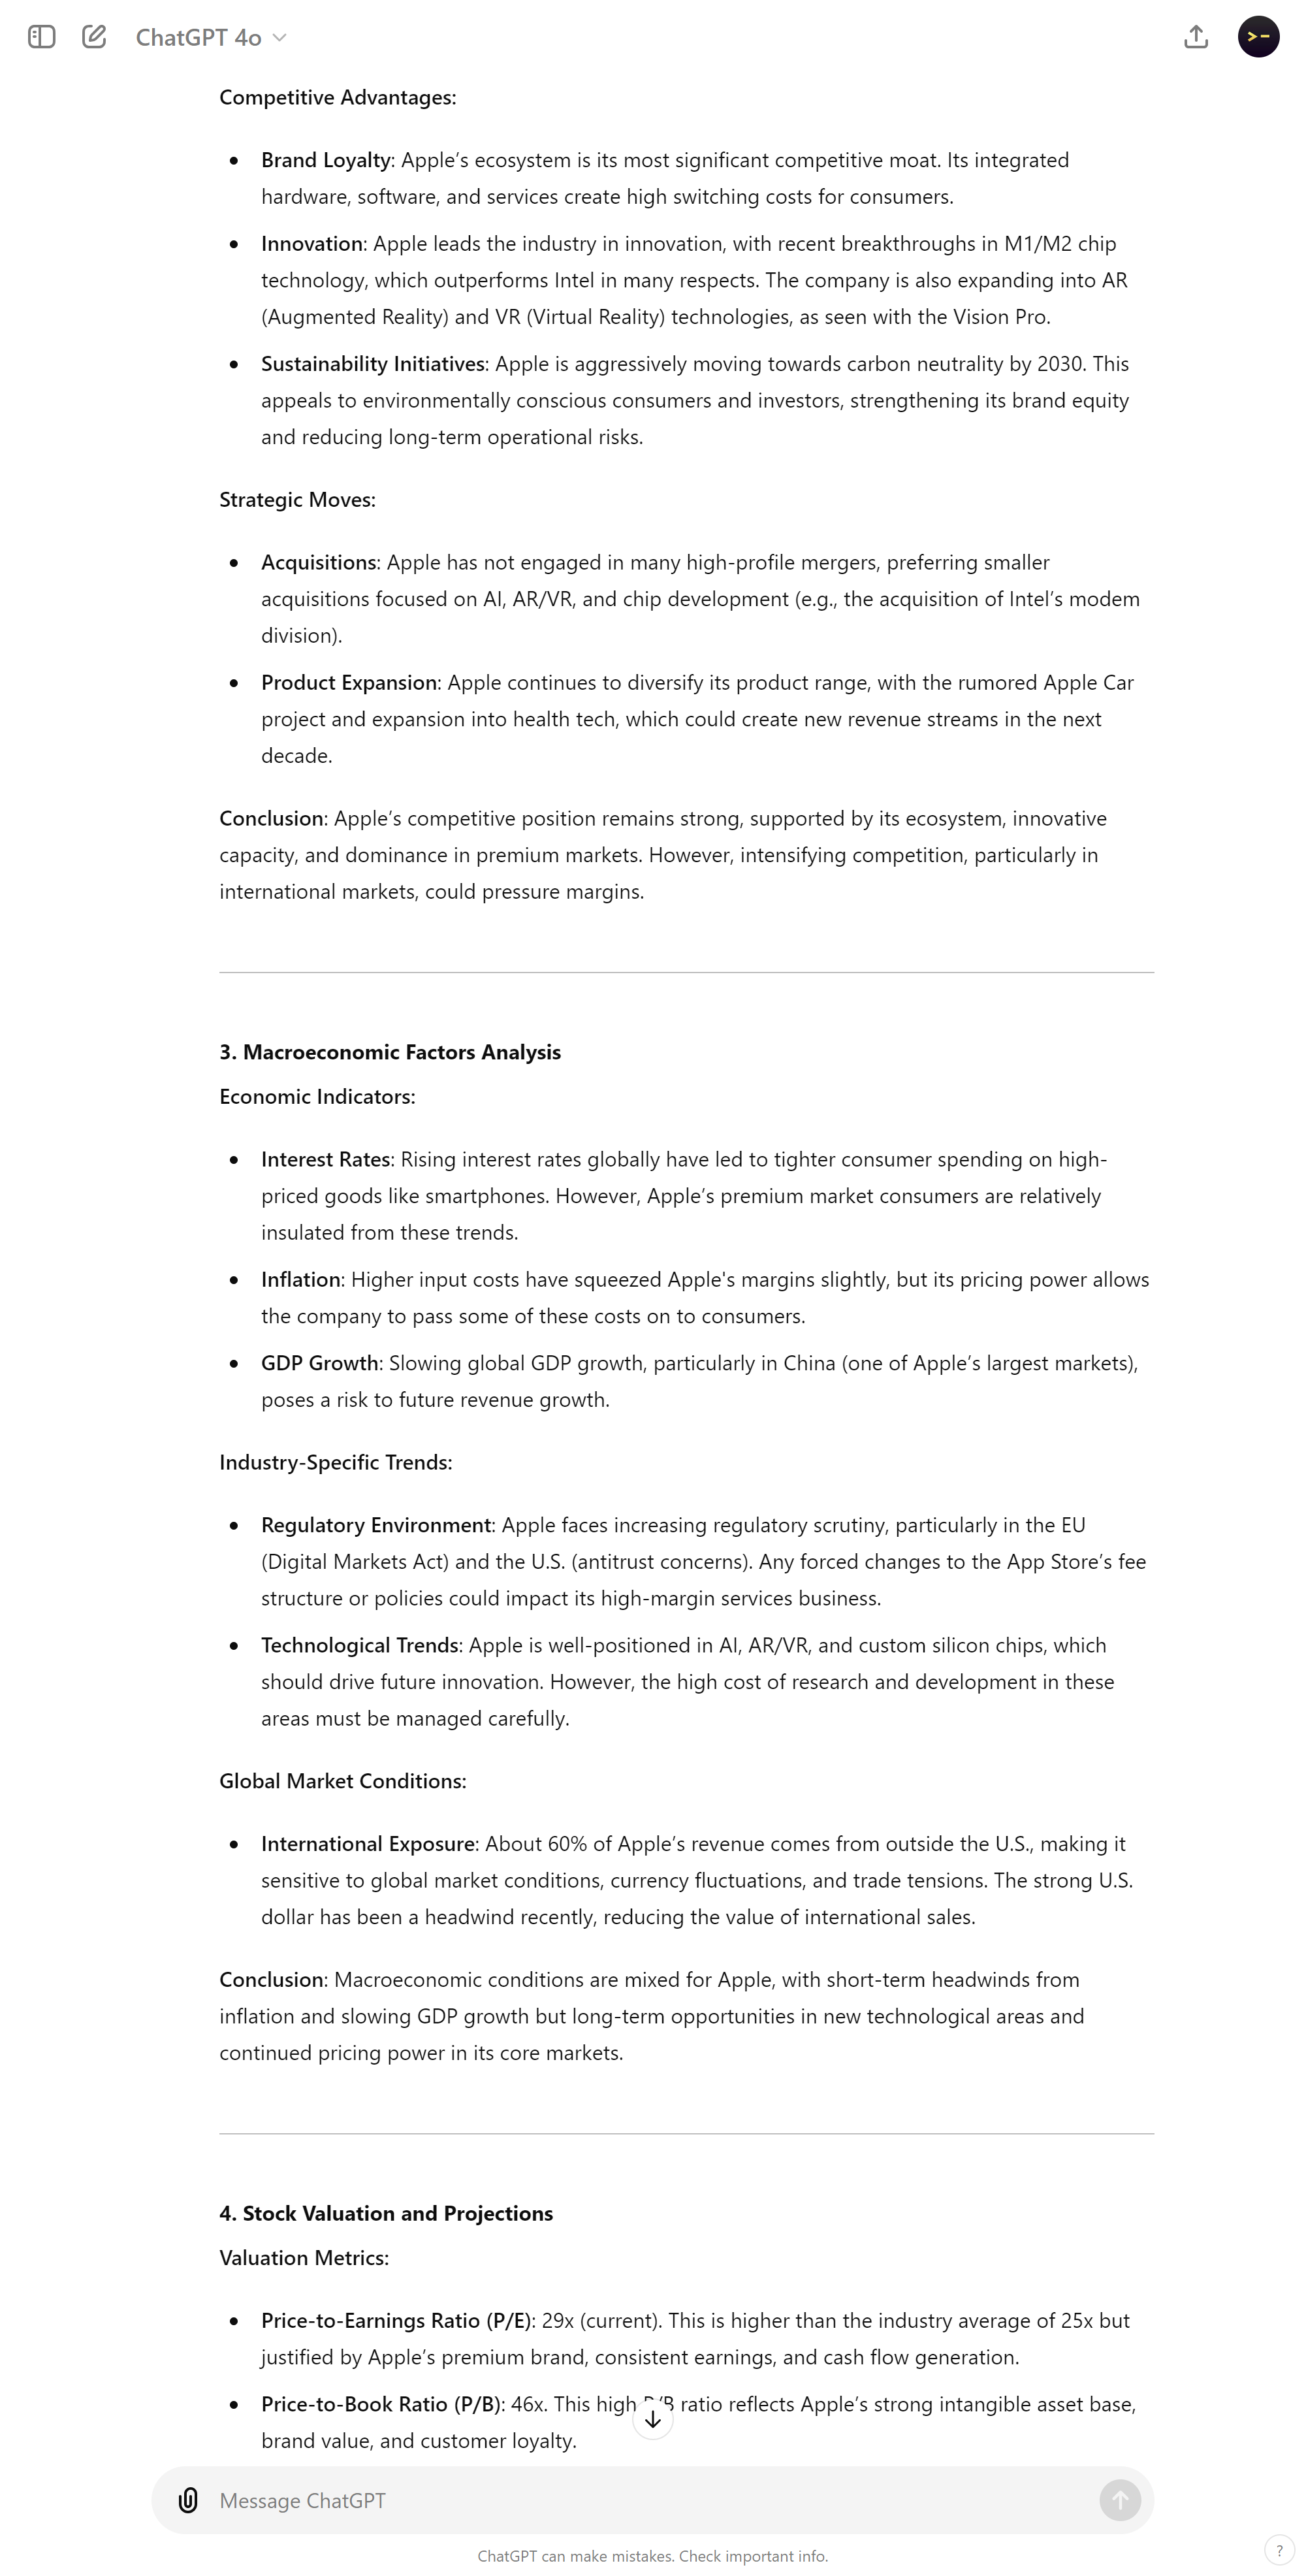 ChatGPT 4o
Competitive Advantages:
Brand Loyalty: Apple’s ecosystem is its most significant competitive moat. Its integrated
hardware, software, and services create high switching costs for consumers.
Innovation: Apple leads the industry in innovation, with recent breakthroughs in M1/M2 chip
technology, which outperforms Intel in many respects. The company is also expanding into AR
(Augmented Reality) and VR (Virtual Reality) technologies, as seen with the Vision Pro.
Sustainability Initiatives: Apple is aggressively moving towards carbon neutrality by 2030. This
appeals to environmentally conscious consumers and investors, strengthening its brand equity
and reducing long-term operational risks.
Strategic Moves:
Acquisitions: Apple has not engaged in many high-profile mergers, preferring smaller
acquisitions focused on AI, AR/VR, and chip development (e.g., the acquisition of Intel’s modem
division).
Product Expansion: Apple continues to diversify its product range, with the rumored Apple Car
project and expansion into health tech, which could create new revenue streams in the next
decade.
Conclusion: Apple’s competitive position remains strong, supported by its ecosystem, innovative
capacity, and dominance in premium markets. However, intensifying competition, particularly in
international markets, could pressure margins.
3. Macroeconomic Factors Analysis
Economic Indicators:
Interest Rates: Rising interest rates globally have led to tighter consumer spending on high-
priced goods like smartphones. However, Apple’s premium market consumers are relatively
insulated from these trends.
Inflation: Higher input costs have squeezed Apple's margins slightly, but its pricing power allows
the company to pass some of these costs on to consumers.
GDP Growth: Slowing global GDP growth, particularly in China (one of Apple’s largest markets),
poses a risk to future revenue growth.
Industry-Specific Trends:
Regulatory Environment: Apple faces increasing regulatory scrutiny, particularly in the EU
(Digital Markets Act) and the U.S. (antitrust concerns). Any forced changes to the App Store’s fee
structure or policies could impact its high-margin services business.
Technological Trends: Apple is well-positioned in AI, AR/VR, and custom silicon chips, which
should drive future innovation. However, the high cost of research and development in these
areas must be managed carefully.
Global Market Conditions:
International Exposure: About 60% of Apple’s revenue comes from outside the U.S., making it
sensitive to global market conditions, currency fluctuations, and trade tensions. The strong U.S.
dollar has been a headwind recently, reducing the value of international sales.
Conclusion: Macroeconomic conditions are mixed for Apple, with short-term headwinds from
inflation and slowing GDP growth but long-term opportunities in new technological areas and
continued pricing power in its core markets.
4. Stock Valuation and Projections
Valuation Metrics:
Price-to-Earnings Ratio (P/E): 29x (current). This is higher than the industry average of 25x but
justified by Apple’s premium brand, consistent earnings, and cash flow generation.
Price-to-Book Ratio (P/B): 46x. This high P/B ratio reflects Apple’s strong intangible asset base,
brand value, and customer loyalty.
Message ChatGPT
ChatGPT can make mistakes. Check important info.
?